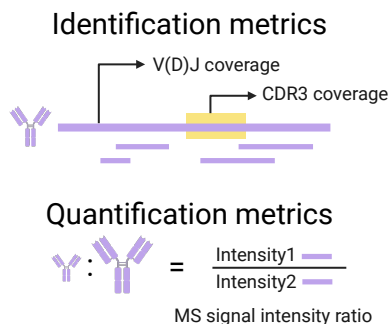 Identification metrics
V(D)J coverage
CDR3 coverage
Quantification metrics
: = Intensity1
Intensity2
MS signal intensity ratio